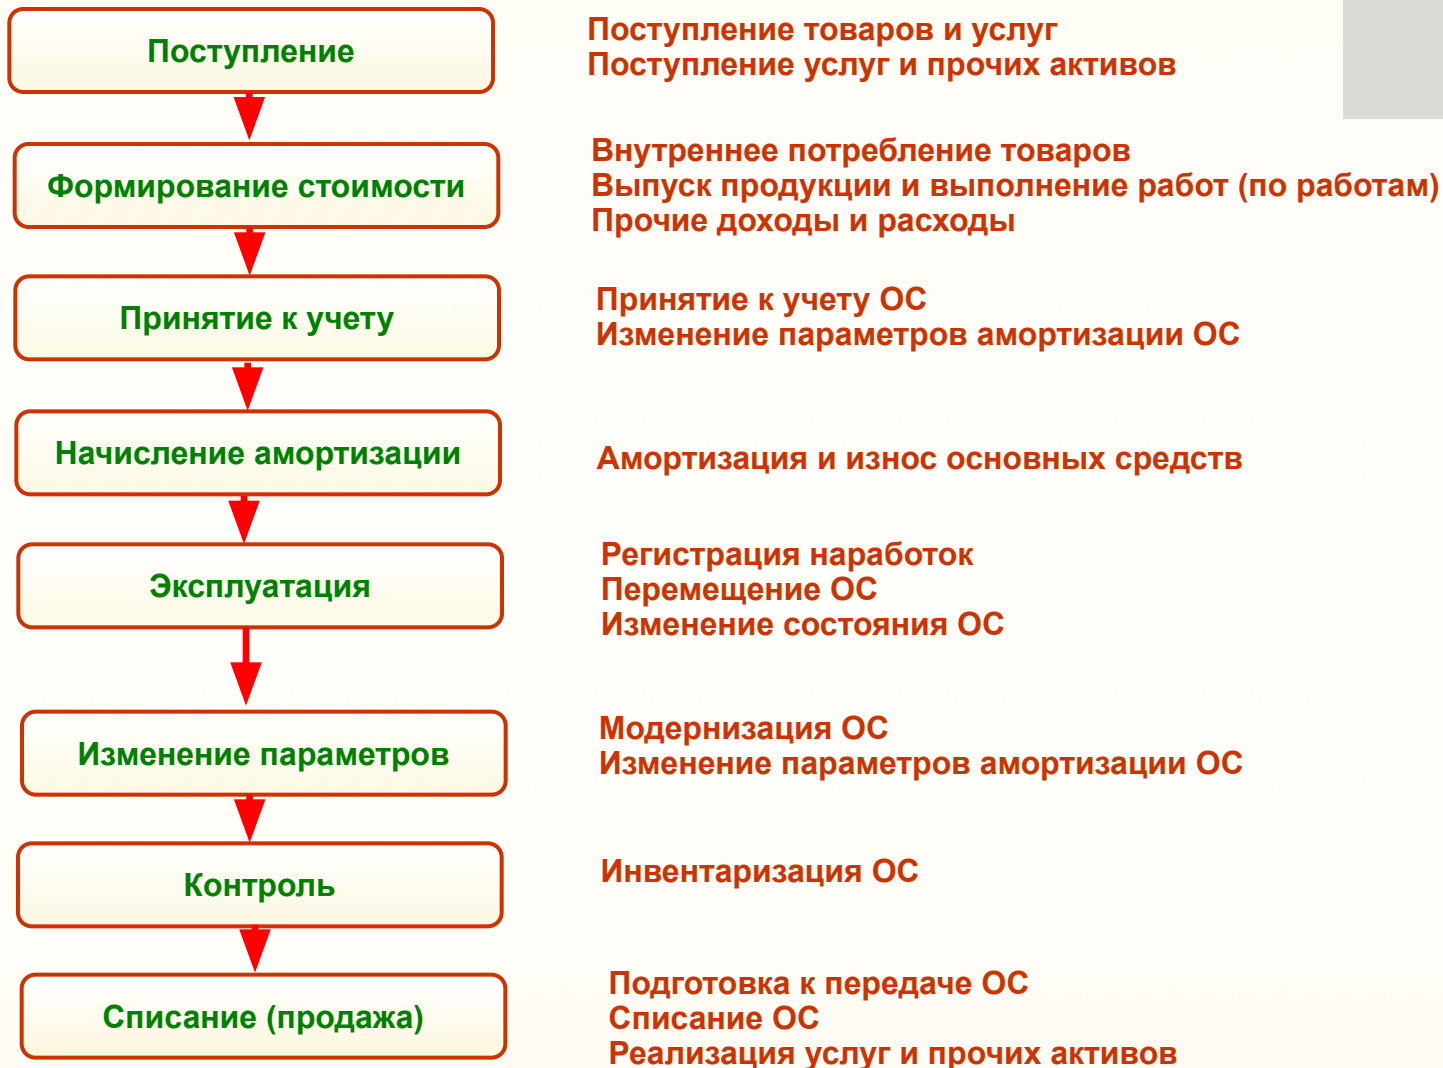 Поступление
Поступление товаров и услуг
Поступление услуг и прочих активов
Формирование стоимости
Внутреннее потребление товаров
Выпуск продукции и выполнение работ (по работам)
Прочие доходы и расходы
Принятие к учету
Принятие к учету ОС
Изменение параметров амортизации ОС
Начисление амортизации
Амортизация и износ основных средств
Эксплуатация
Регистрация наработок
Перемещение ОС
Изменение состояния ОС
Изменение параметров
Модернизация ОС
Изменение параметров амортизации ОС
Контроль
Инвентаризация ОС
Списание (продажа)
Подготовка к передаче ОС
Списание ОС
Реализация услуг и прочих активов